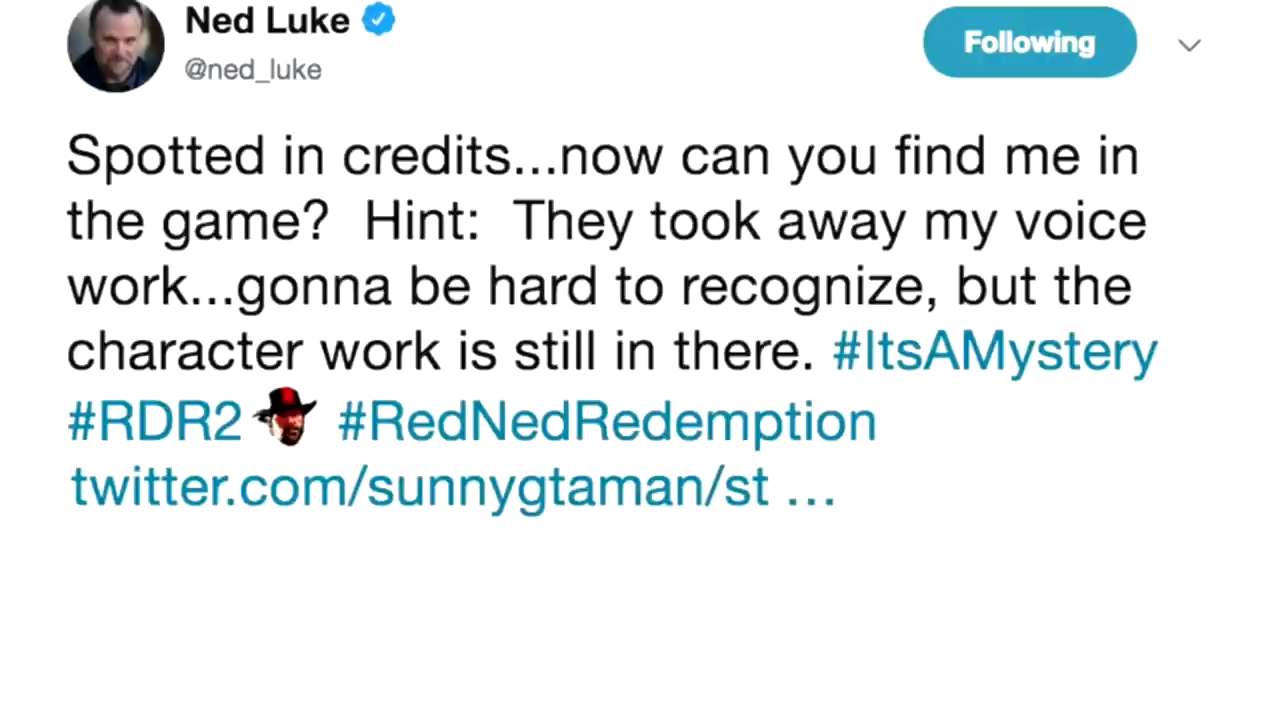 Ned Luke
Following
@ned_luke
Spotted in credits...now can you find me in
the game?  Hint:  They took away my voice
work...gonna be hard to recognize, but the
character work is still in there. #ItsAMystery
#RDR2 #RedNedRedemption
twitter.com/sunnygtaman/st ...